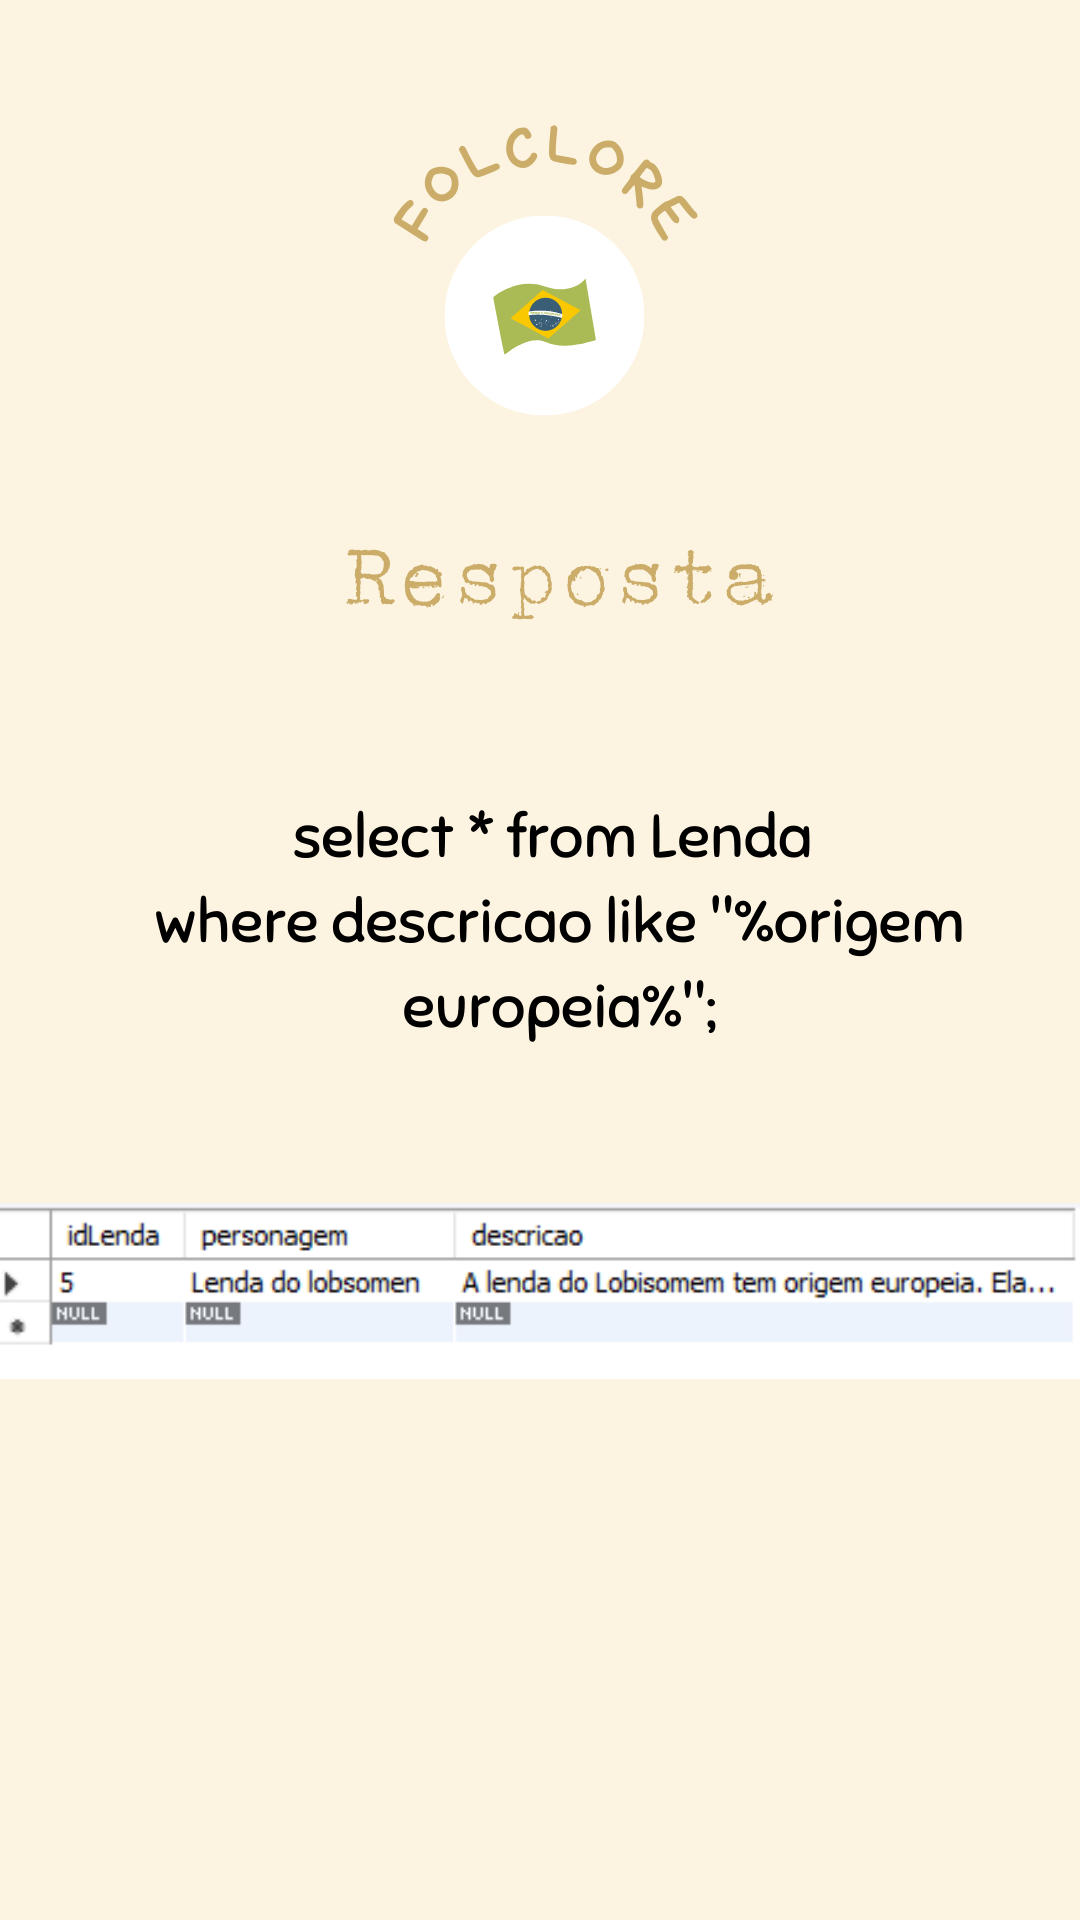 FOLCLORE
Resposta
select * from Lenda
where descricao like "%origem
europeia%";
idLenda personagem descricao
5 Lenda do lobsomen A lenda do Lobisomem tem origem europeia. Ela...
NULL NULL NULL